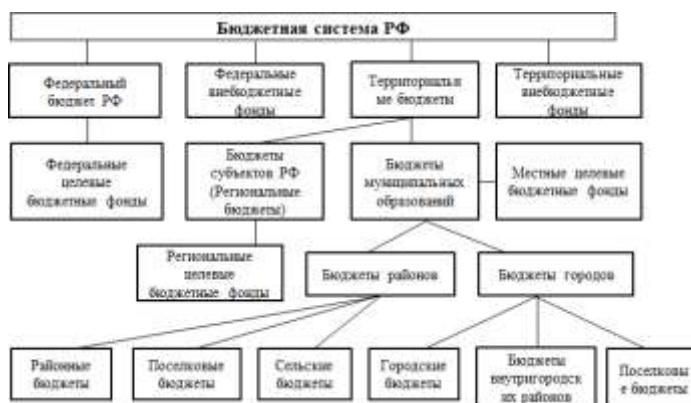 Бюджетная система РФ
Федеральный
бюджет РФ
Федеральные
внебюджетные
фонды
Территориальн
ые бюджеты
Территориальные
внебюджетные
фонды
Федеральные
целевые
бюджетные фонды
Бюджеты
субъектов РФ
(Региональные
бюджеты)
Бюджеты
муниципальных
образований
Местные целевые
бюджетные фонды
Региональные
целевые
бюджетные фонды
Бюджеты районов
Бюджеты городов
Районные
бюджеты
Поселковые
бюджеты
Сельские
бюджеты
Городские
бюджеты
Бюджеты
внутригородск
их районов
Поселковы
е бюджеты